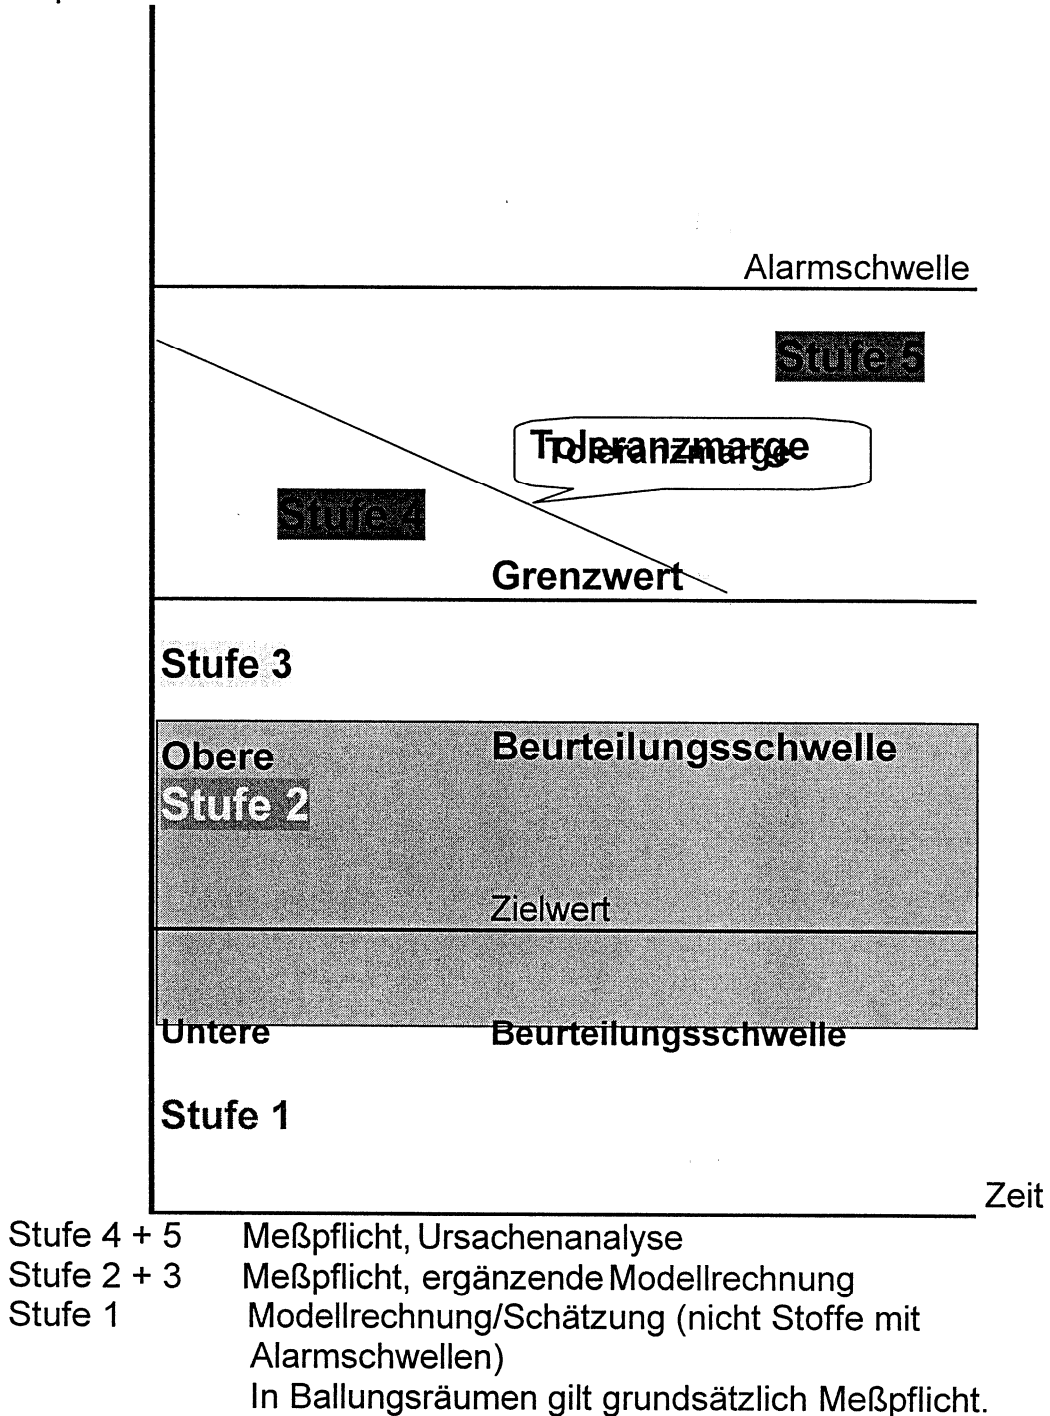 Alarmschwelle
Stufe 5
Toleranzmarge
Toleranzmarge
Stufe 4
Grenzwert
Stufe 3
Obere Beurteilungsschwelle
Stufe 2
Zielwert
Untere Beurteilungsschwelle
Stufe 1
Zeit
Stufe 4 + 5 Meßpflicht, Ursachenanalyse
Stufe 2 + 3 Meßpflicht, ergänzende Modellrechnung
Stufe 1 Modellrechnung/Schätzung (nicht Stoffe mit
Alarmschwellen)
In Ballungsräumen gilt grundsätzlich Meßpflicht.